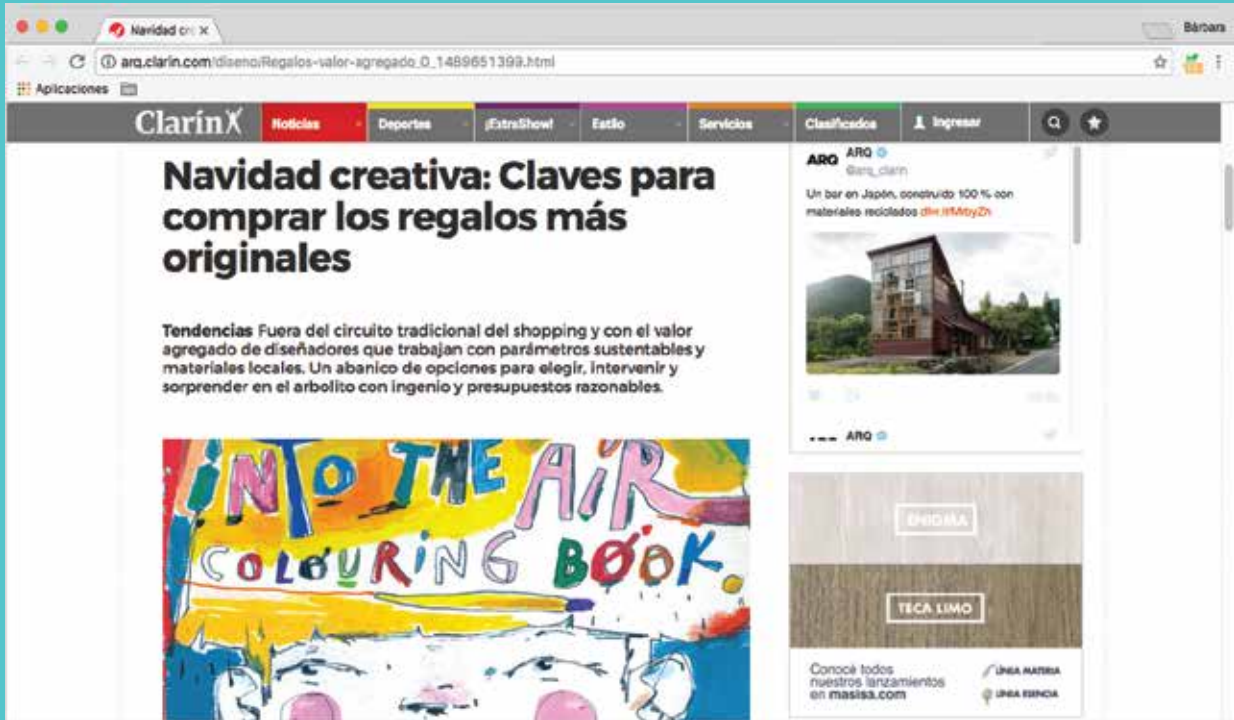 Navidad cre
Bárbara
arq.clarin.com/diseno/Regalos-valor-agregado_0_1489651399.html
Aplicaciones
Clarín
Noticias
Deportes
¡ExtraShow!
Estilo
Servicios
Clasificados
Ingresar
Navidad creativa: Claves para
comprar los regalos más
originales
Tendencias Fuera del circuito tradicional del shopping y con el valor
agregado de diseñadores que trabajan con parámetros sustentables y
materiales locales. Un abanico de opciones para elegir, intervenir y
sorprender en el arbolito con ingenio y presupuestos razonables.
INTO THE AiR
COLOURiNG BOOK.
ARQ
ARQ
@arq_clarin
Un bar en Japón, construido 100 % con
materiales reciclados
ARQ
ENIGMA
TECA LIMO
Conocé todos
nuestros lanzamientos
en masisa.com
LÍNEA MATERIA
LÍNEA ESENCIA